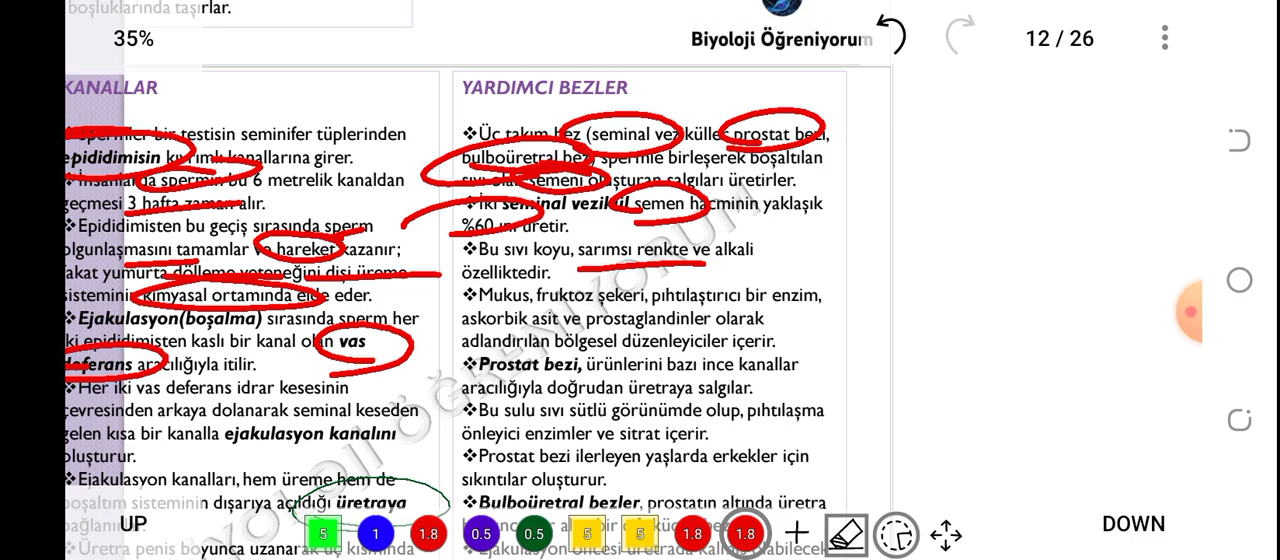 boşluklarında taşırlar.
35%
Biyoloji Öğreniyorum
12 / 26
KANALLAR
bir testisin seminifer tüplerinden
epididimisin kıvrımlı kanallarına girer.
İnsanlarda spermin bu 6 metrelik kanaldan
geçmesi 3 hafta zaman alır.
Epididimisten bu geçiş sırasında sperm
olgunlaşmasını tamamlar ve hareket kazanır;
fakat yumurta dölleme yeteneğini dişi üreme
sisteminin kimyasal ortamında elde eder.
Ejakulasyon(boşalma) sırasında sperm her
iki epididimisten kaslı bir kanal olan vas
deferans aracılığıyla itilir.
Her iki vas deferans idrar kesesinin
çevresinden arkaya dolanarak seminal keseden
gelen kısa bir kanalla ejakulasyon kanalını
oluşturur.
Ejakulasyon kanalları, hem üreme hem de
boşaltım sisteminin dışarıya açıldığı üretraya
bağlanır
Üretra penis boyunca uzanarak üç kısımda
YARDIMCI BEZLER
Üç takım bez (seminal veziküller, prostat bezi,
bulboüretral bez) spermle birleşerek boşaltılan
sıvı olan semeni oluşturan salgıları üretirler.
İki seminal vezikül semen hacminin yaklaşık
%60 ını üretir.
Bu sıvı koyu, sarımsı renkte ve alkali
özelliktedir.
Mukus, fruktoz şekeri, pıhtılaştırıcı bir enzim,
askorbik asit ve prostaglandinler olarak
adlandırılan bölgesel düzenleyiciler içerir.
Prostat bezi, ürünlerini bazı ince kanallar
aracılığıyla doğrudan üretraya salgılar.
Bu sulu sıvı sütlü görünümde olup, pıhtılaşma
önleyici enzimler ve sitrat içerir.
Prostat bezi ilerleyen yaşlarda erkekler için
sıkıntılar oluşturur.
Bulboüretral bezler, prostatın altında üretra
bir
Ejakulasyon öncesi üretrada kalmış olabilecek
BİYOLOJİ ÖĞRENİYORUM
UP
5
1
1.8
0.5
0.5
5
5
1.8
1.8
DOWN